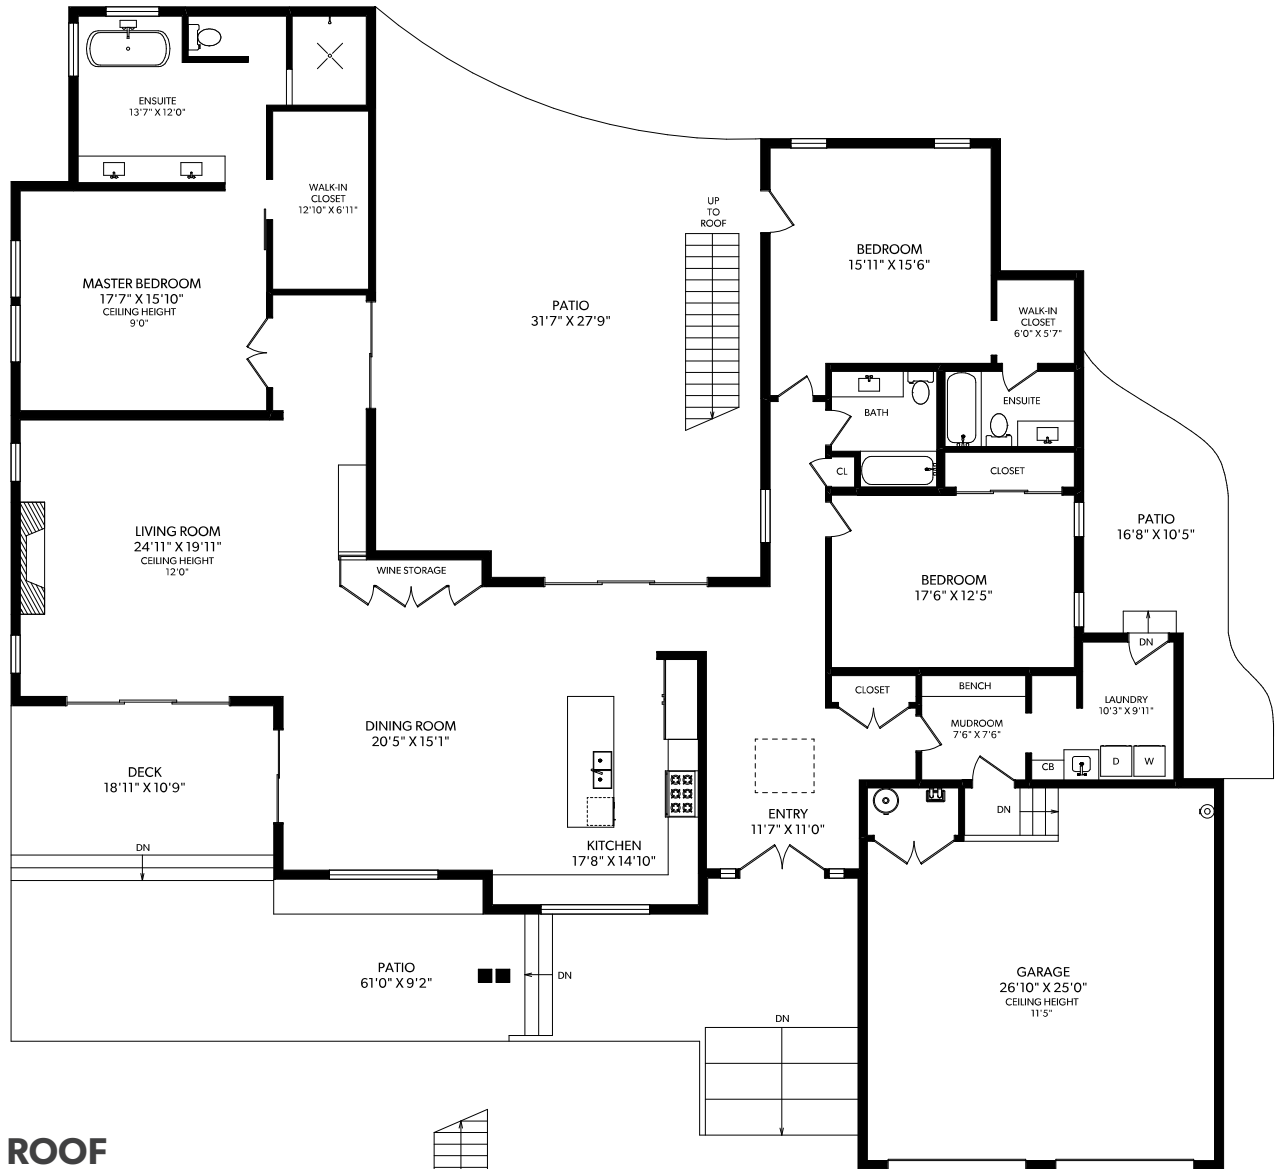 ENSUITE
13'7" X 12'0"
WALK-IN
CLOSET
12'10" X 6'11"
UP
TO
ROOF
BEDROOM
15'11" X 15'6"
MASTER BEDROOM
17'7" X 15'10"
CEILING HEIGHT
9'0"
PATIO
31'7" X 27'9"
WALK-IN
CLOSET
6'0" X 5'7"
ENSUITE
BATH
CL
CLOSET
LIVING ROOM
24'11" X 19'11"
CEILING HEIGHT
12'0"
WINE STORAGE
PATIO
16'8" X 10'5"
BEDROOM
17'6" X 12'5"
DN
CLOSET
BENCH
LAUNDRY
10'3" X 9'11"
MUDROOM
7'6" X 7'6"
DINING ROOM
20'5" X 15'1"
CB
D
W
DECK
18'11" X 10'9"
DN
ENTRY
11'7" X 11'0"
DN
KITCHEN
17'8" X 14'10"
PATIO
61'0" X 9'2"
DN
GARAGE
26'10" X 25'0"
CEILING HEIGHT
11'5"
DN
ROOF